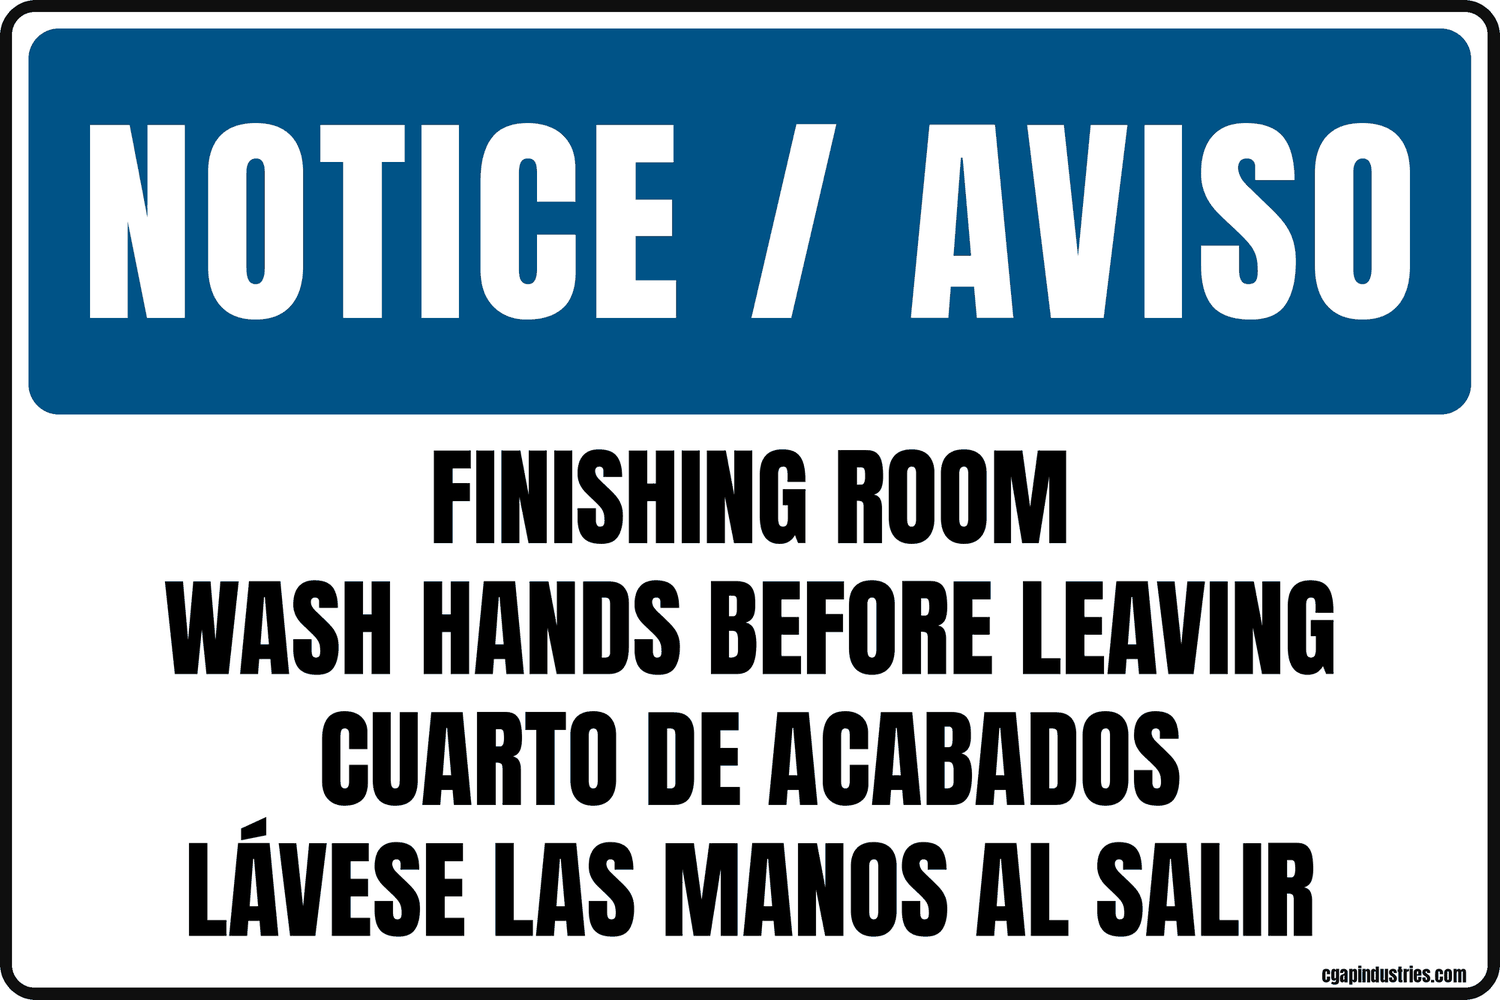 NOTICE / AVISO
FINISHING ROOM
WASH HANDS BEFORE LEAVING
CUARTO DE ACABADOS
LÁVESE LAS MANOS AL SALIR
cgapindustries.com